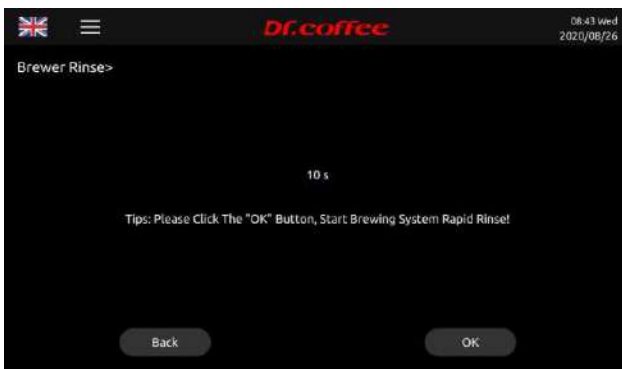 Dr.coffee
08:43 Wed
2020/08/26
Brewer Rinse>
10 s
Tips: Please Click The "OK" Button, Start Brewing System Rapid Rinse!
Back
OK